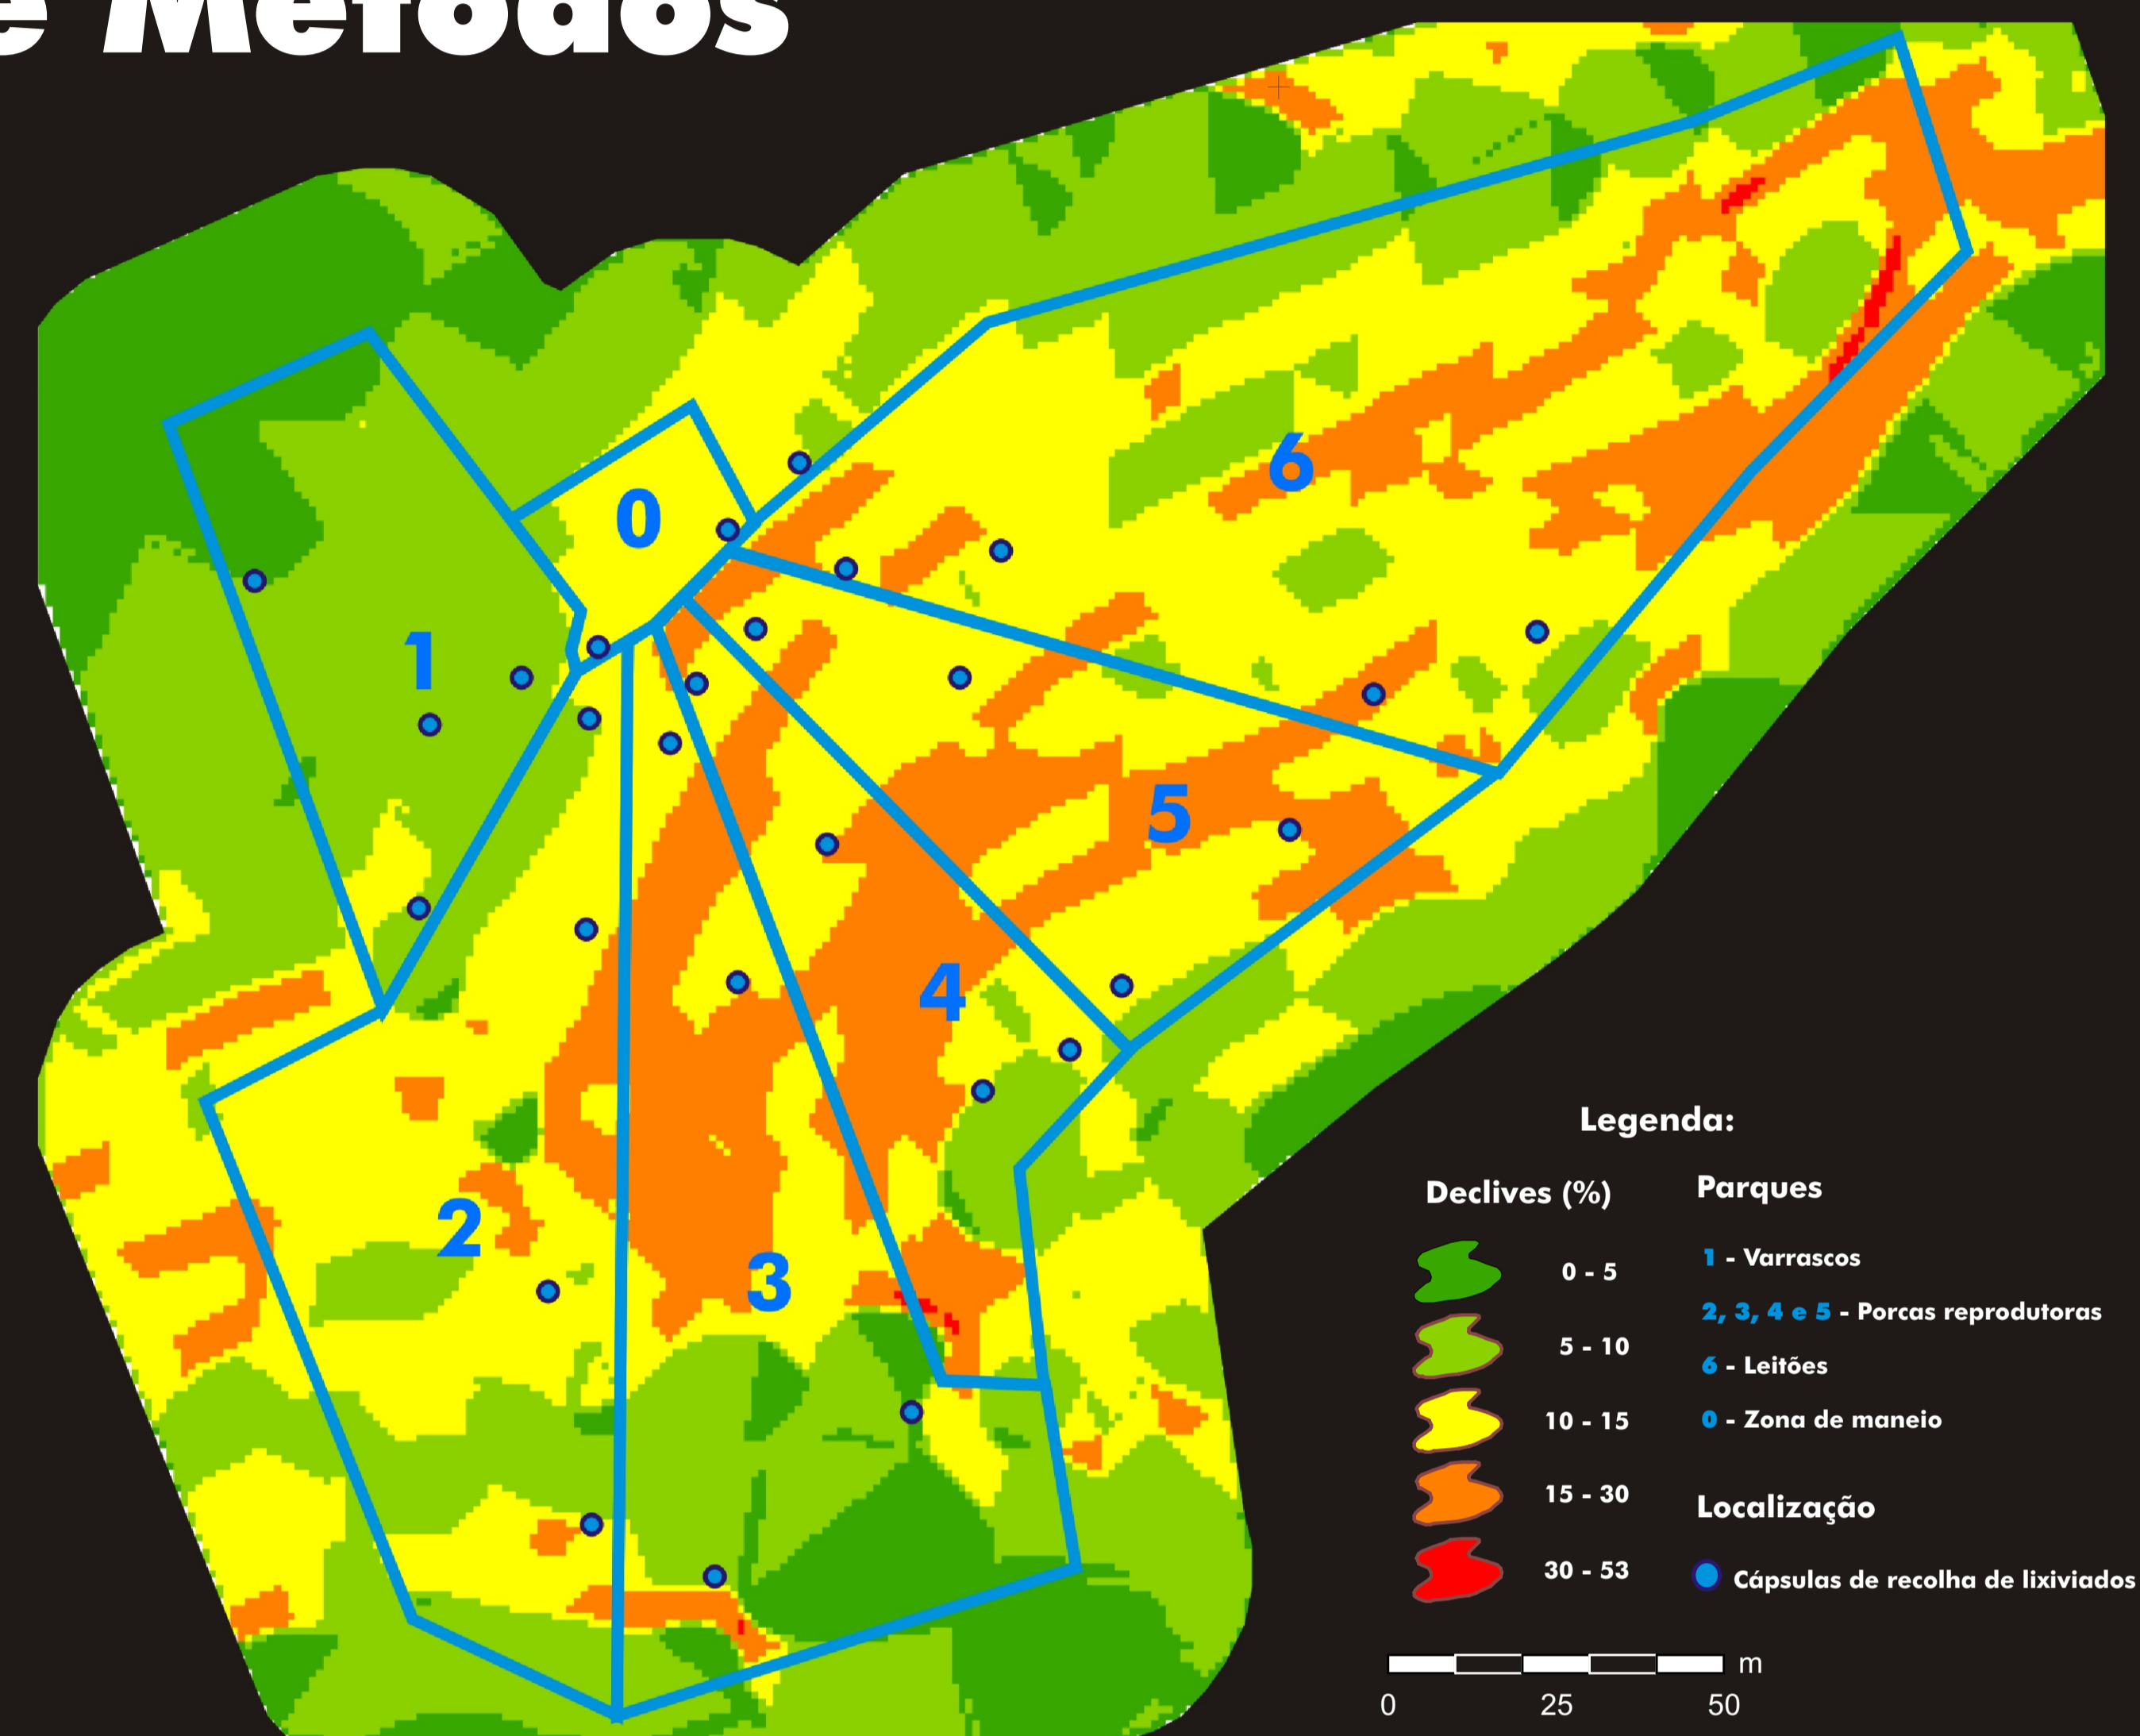 e Métodos
0
6
1
5
4
2
3
Legenda:
Declives (%)
0 - 5
5 - 10
10 - 15
15 - 30
30 - 53
Parques
1 - Varrascos
2, 3, 4 e 5 - Porcas reprodutoras
6 - Leitões
0 - Zona de maneio
Localização
Cápsulas de recolha de lixiviados
m
0 25 50